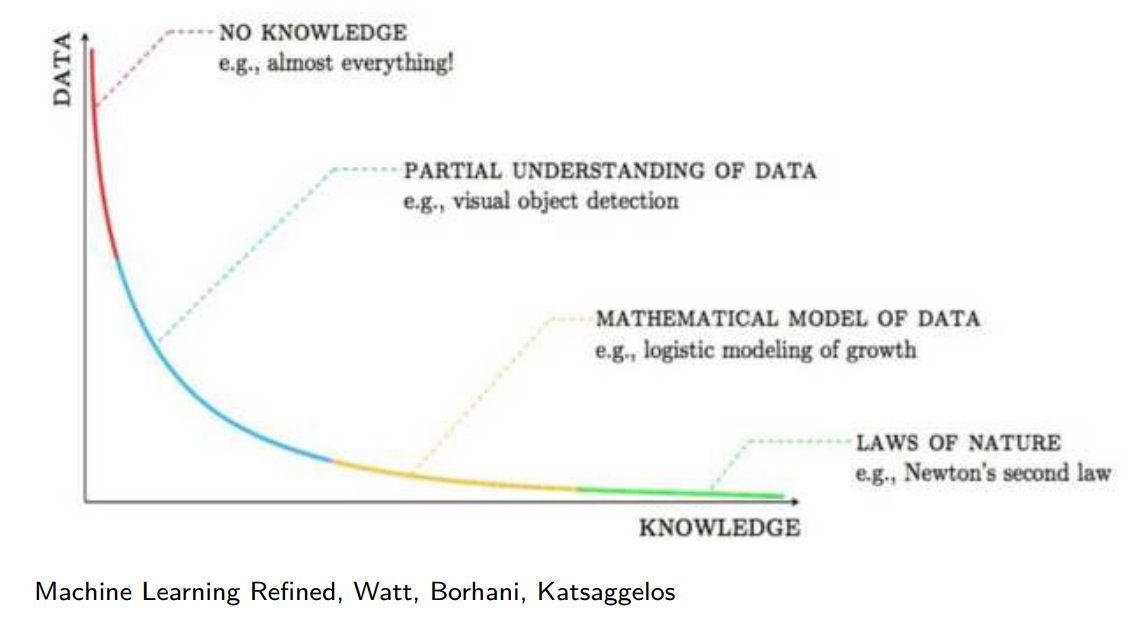 DATA
NO KNOWLEDGE
e.g., almost everything!
PARTIAL UNDERSTANDING OF DATA
e.g., visual object detection
MATHEMATICAL MODEL OF DATA
e.g., logistic modeling of growth
LAWS OF NATURE
e.g., Newton's second law
KNOWLEDGE
Machine Learning Refined, Watt, Borhani, Katsaggelos